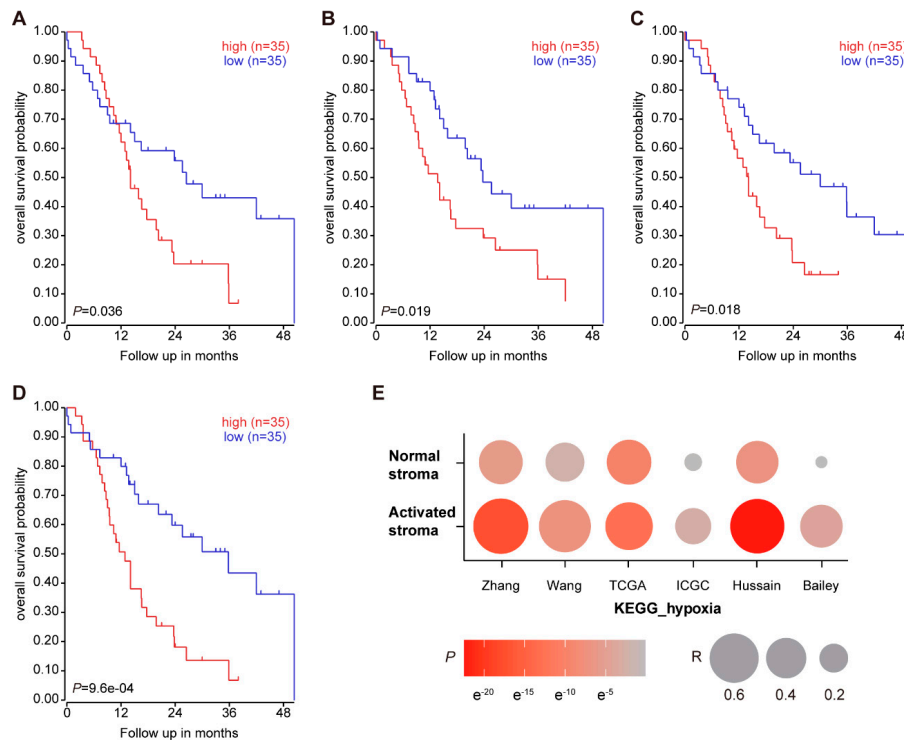 A
overall survival probability
1.00
0.90
0.80
0.70
0.60
0.50
0.40
0.30
0.20
0.10
0.00
high (n=35)
low (n=35)
P=0.036
0
12
24
36
48
Follow up in months
B
overall survival probability
1.00
0.90
0.80
0.70
0.60
0.50
0.40
0.30
0.20
0.10
0.00
high (n=35)
low (n=35)
P=0.019
0
12
24
36
48
Follow up in months
C
overall survival probability
1.00
0.90
0.80
0.70
0.60
0.50
0.40
0.30
0.20
0.10
0.00
high (n=35)
low (n=35)
P=0.018
0
12
24
36
48
Follow up in months
D
overall survival probability
1.00
0.90
0.80
0.70
0.60
0.50
0.40
0.30
0.20
0.10
0.00
high (n=35)
low (n=35)
P=9.6e-04
0
12
24
36
48
Follow up in months
E
Normal
stroma
Activated
stroma
Zhang
Wang
TCGA
ICGC
Hussain
Bailey
KEGG_hypoxia
P
e⁻²⁰
e⁻¹⁵
e⁻¹⁰
e⁻⁵
R
0.6
0.4
0.2